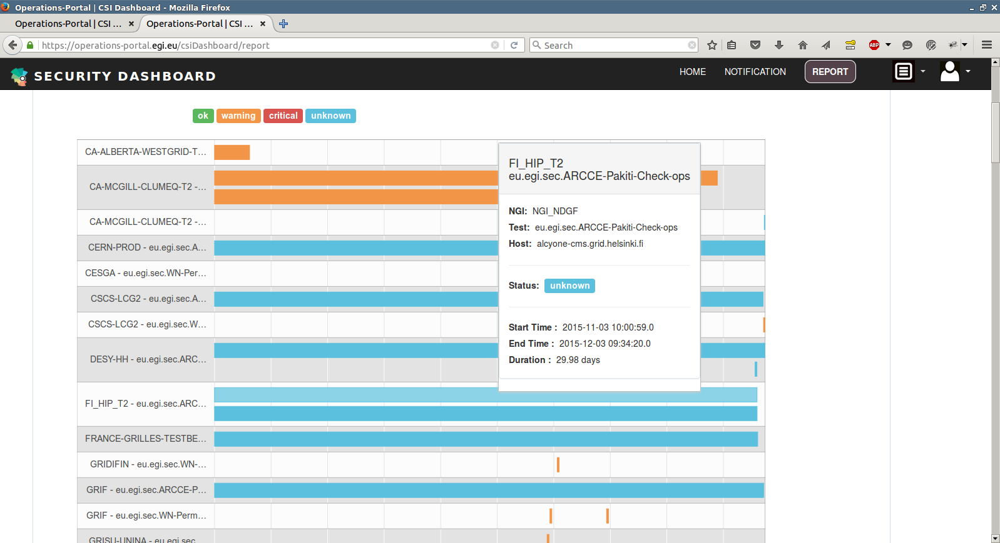 Operations-Portal | CSI Dashboard - Mozilla Firefox
Operations-Portal | CSI ... × Operations-Portal | CSI ... ×
https://operations-portal.egi.eu/csiDashboard/report
Search
ABP
SECURITY DASHBOARD
HOME NOTIFICATION REPORT
ok warning critical unknown
CA-ALBERTA-WESTGRID-T...
CA-MCGILL-CLUMEQ-T2 -...
CA-MCGILL-CLUMEQ-T2 -...
CERN-PROD - eu.egi.sec.A...
CESGA - eu.egi.sec.WN-Per...
CSCS-LCG2 - eu.egi.sec.A...
CSCS-LCG2 - eu.egi.sec.W...
DESY-HH - eu.egi.sec.ARC...
FI_HIP_T2 - eu.egi.sec.ARC...
FRANCE-GRILLES-TESTBE...
GRIDIFIN - eu.egi.sec.WN-...
GRIF - eu.egi.sec.ARCCE-P...
GRIF - eu.egi.sec.WN-Perm...
GRISU-UNINA - eu.egi.sec...
FI_HIP_T2
eu.egi.sec.ARCCE-Pakiti-Check-ops
NGI: NGI_NDGF
Test: eu.egi.sec.ARCCE-Pakiti-Check-ops
Host: alcyone-cms.grid.helsinki.fi
Status: unknown
Start Time : 2015-11-03 10:00:59.0
End Time : 2015-12-03 09:34:20.0
Duration : 29.98 days